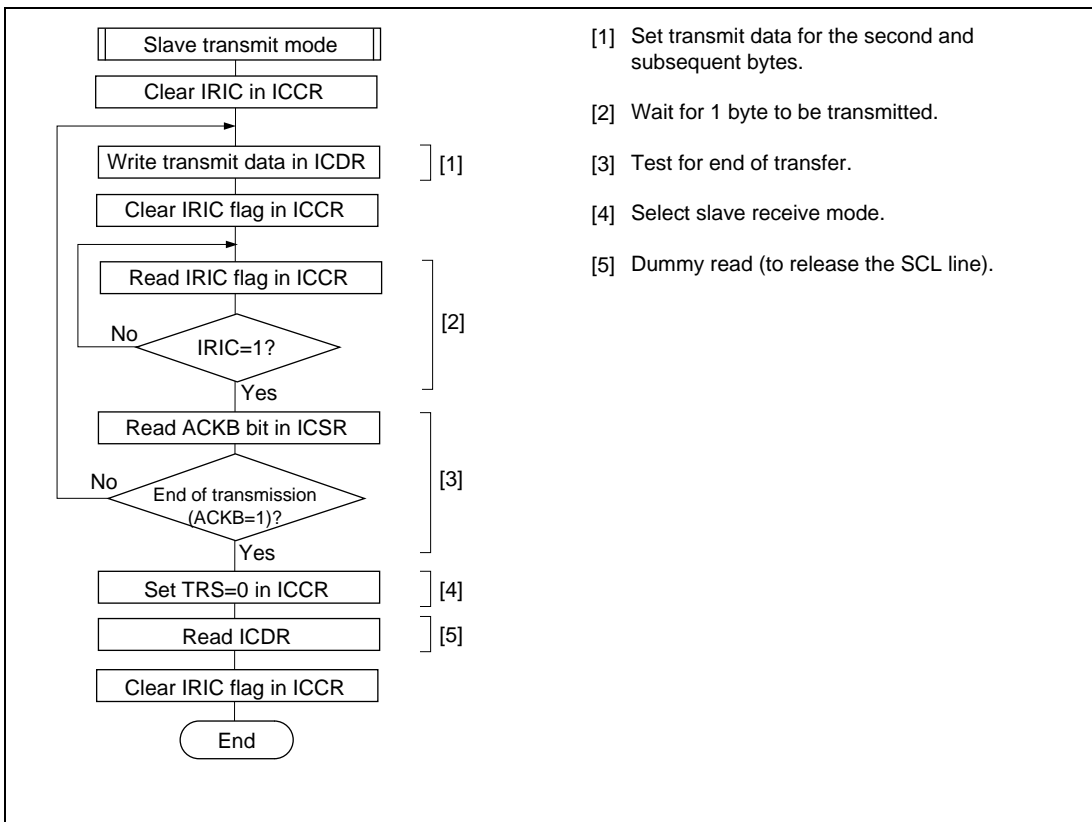 Slave transmit mode
Clear IRIC in ICCR
Write transmit data in ICDR
[1]
Clear IRIC flag in ICCR
Read IRIC flag in ICCR
[2]
No
IRIC=1?
Yes
Read ACKB bit in ICSR
[3]
No
End of transmission
(ACKB=1)?
Yes
Set TRS=0 in ICCR
[4]
Read ICDR
[5]
Clear IRIC flag in ICCR
End
[1] Set transmit data for the second and
subsequent bytes.
[2] Wait for 1 byte to be transmitted.
[3] Test for end of transfer.
[4] Select slave receive mode.
[5] Dummy read (to release the SCL line).